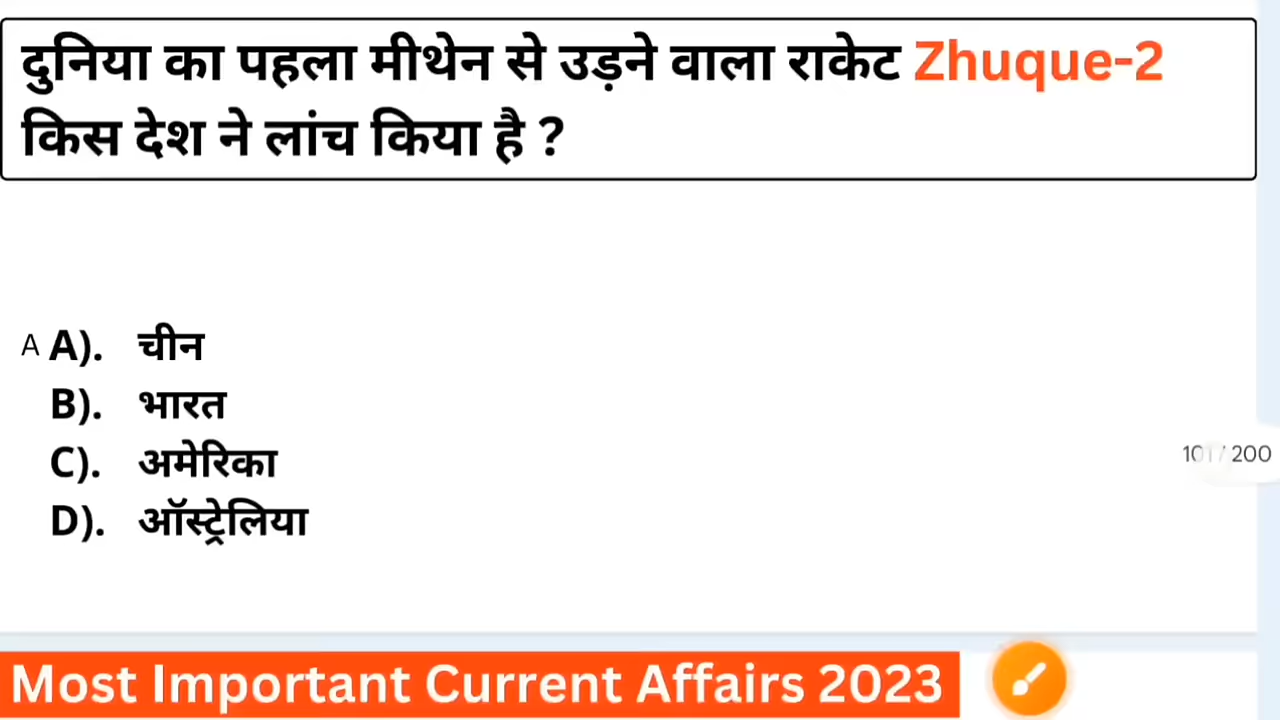 दुनिया का पहला मीथेन से उड़ने वाला राकेट Zhuque-2
किस देश ने लांच किया है ?
A A). चीन
B). भारत
C). अमेरिका
101 / 200
D). ऑस्ट्रेलिया
Most Important Current Affairs 2023